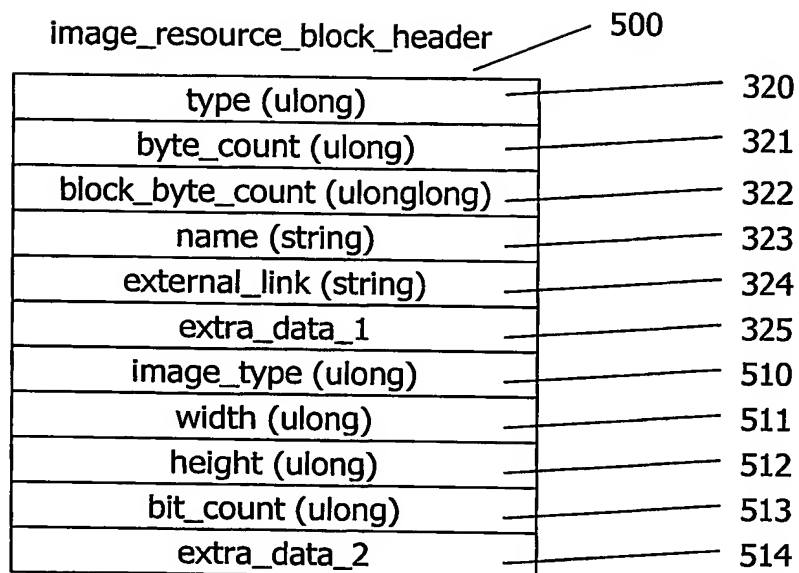 image_resource_block_header 500
type (ulong) 320
byte_count (ulong) 321
block_byte_count (ulonglong) 322
name (string) 323
external_link (string) 324
extra_data_1 325
image_type (ulong) 510
width (ulong) 511
height (ulong) 512
bit_count (ulong) 513
extra_data_2 514